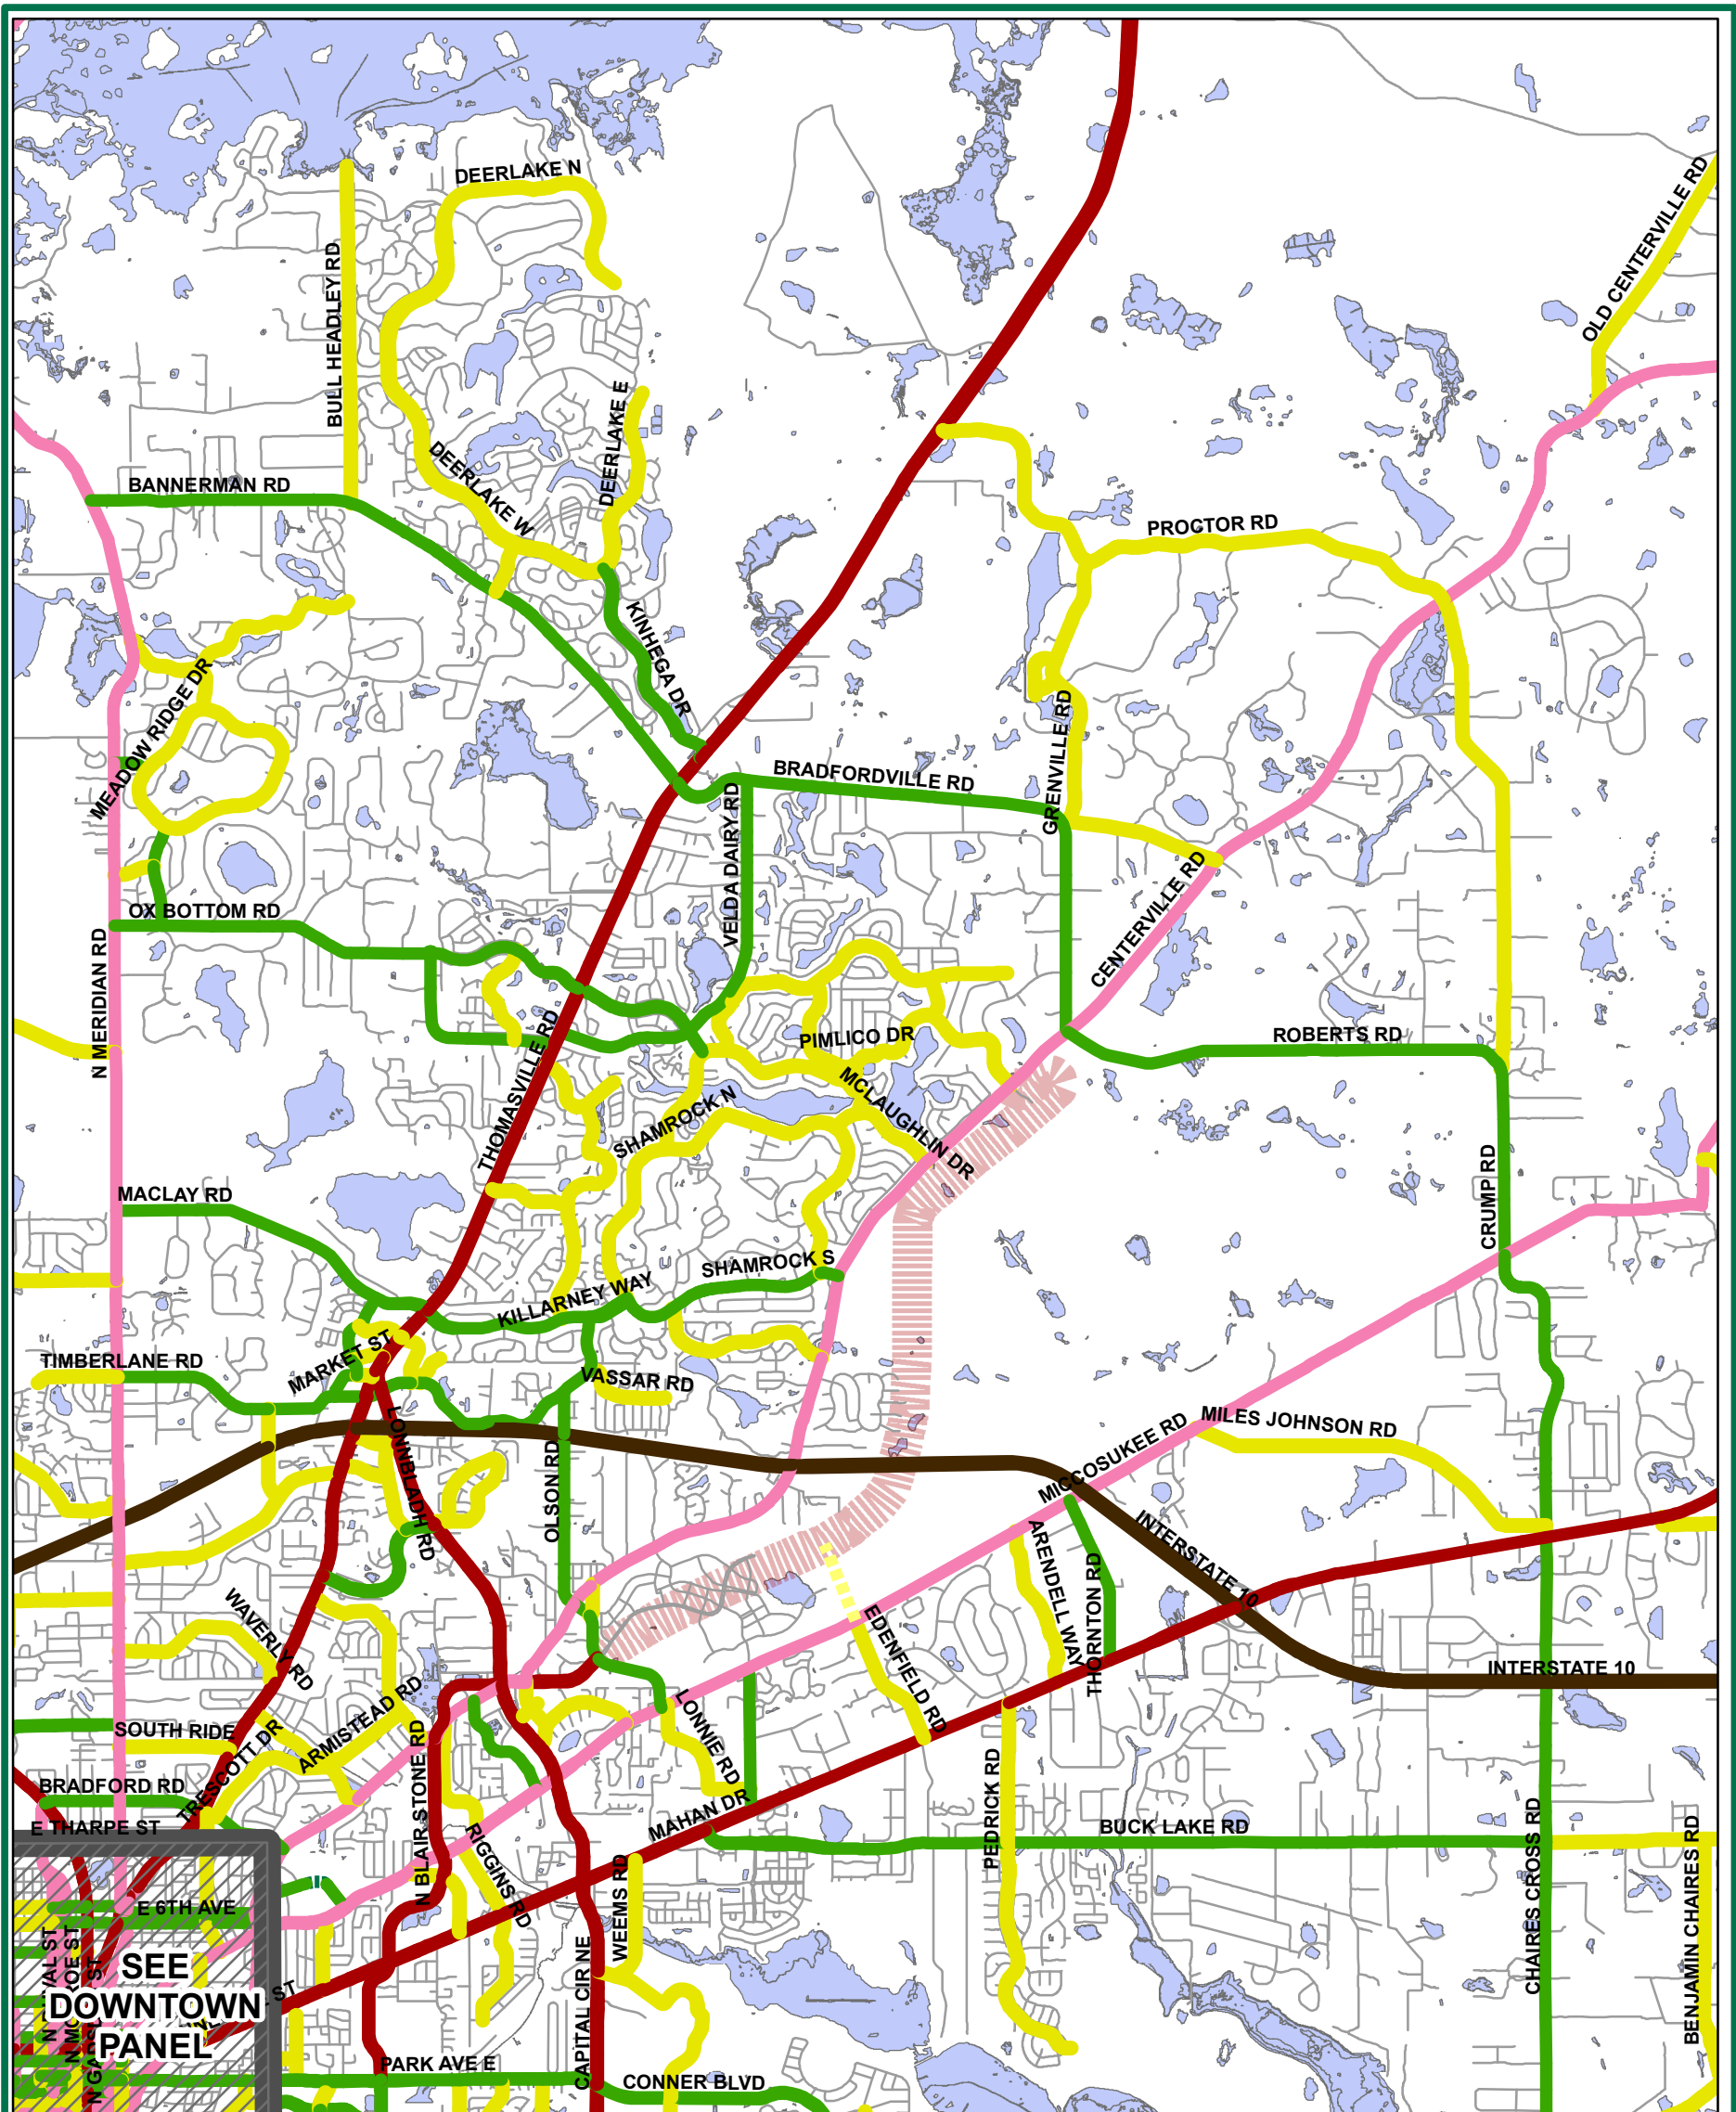 DEERLAKE N
OLD CENTERVILLE RD
BULL HEADLEY RD
DEERLAKE E
DEERLAKE W
BANNERMAN RD
PROCTOR RD
KINHEGA DR
MEADOW RIDGE DR
GRENVILLE RD
BRADFORDVILLE RD
VELDA DAIRY RD
CENTERVILLE RD
OX BOTTOM RD
N MERIDIAN RD
THOMASVILLE RD
PIMLICO DR
ROBERTS RD
MCLAUGHLIN DR
SHAMROCK N
MACLAY RD
CRUMP RD
SHAMROCK S
KILLARNEY WAY
TIMBERLANE RD
MARKET ST
VASSAR RD
LONNBLADH RD
MILES JOHNSON RD
MICCOSUKEE RD
OLSON RD
INTERSTATE 10
ARENDELL WAY
THORNTON RD
WAVERLY RD
EDENFIELD RD
INTERSTATE 10
SOUTH RIDE
ARMISTEAD RD
TRESCOTT DR
LONNIE RD
N BLAIR STONE RD
BRADFORD RD
MAHAN DR
PEDRICK RD
BUCK LAKE RD
E THARPE ST
RIGGINS RD
WEEMS RD
CHAIRES CROSS RD
BENJAMIN CHAIRES RD
E 6TH AVE
CAPITAL CIR NE
SEE
DOWNTOWN
PANEL
ST
PARK AVE E
CONNER BLVD